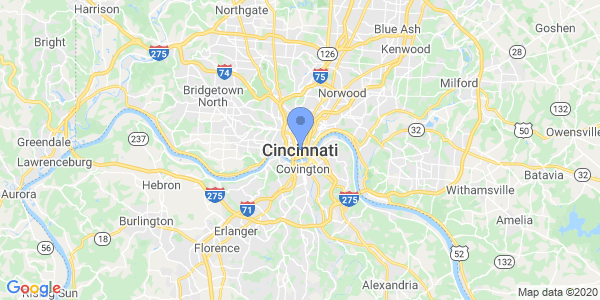 Harrison
Northgate
Blue Ash
Goshen
Bright
275
126
Kenwood
28
74
75
Bridgetown
North
Norwood
Milford
132
Greendale
237
32
50
Owensville
Lawrenceburg
Cincinnati
Covington
Batavia
132
Hebron
Aurora
275
71
275
Withamsville
Burlington
Amelia
56
18
Erlanger
Florence
52
132
Alexandria
Rising Sun
Google
Map data ©2020